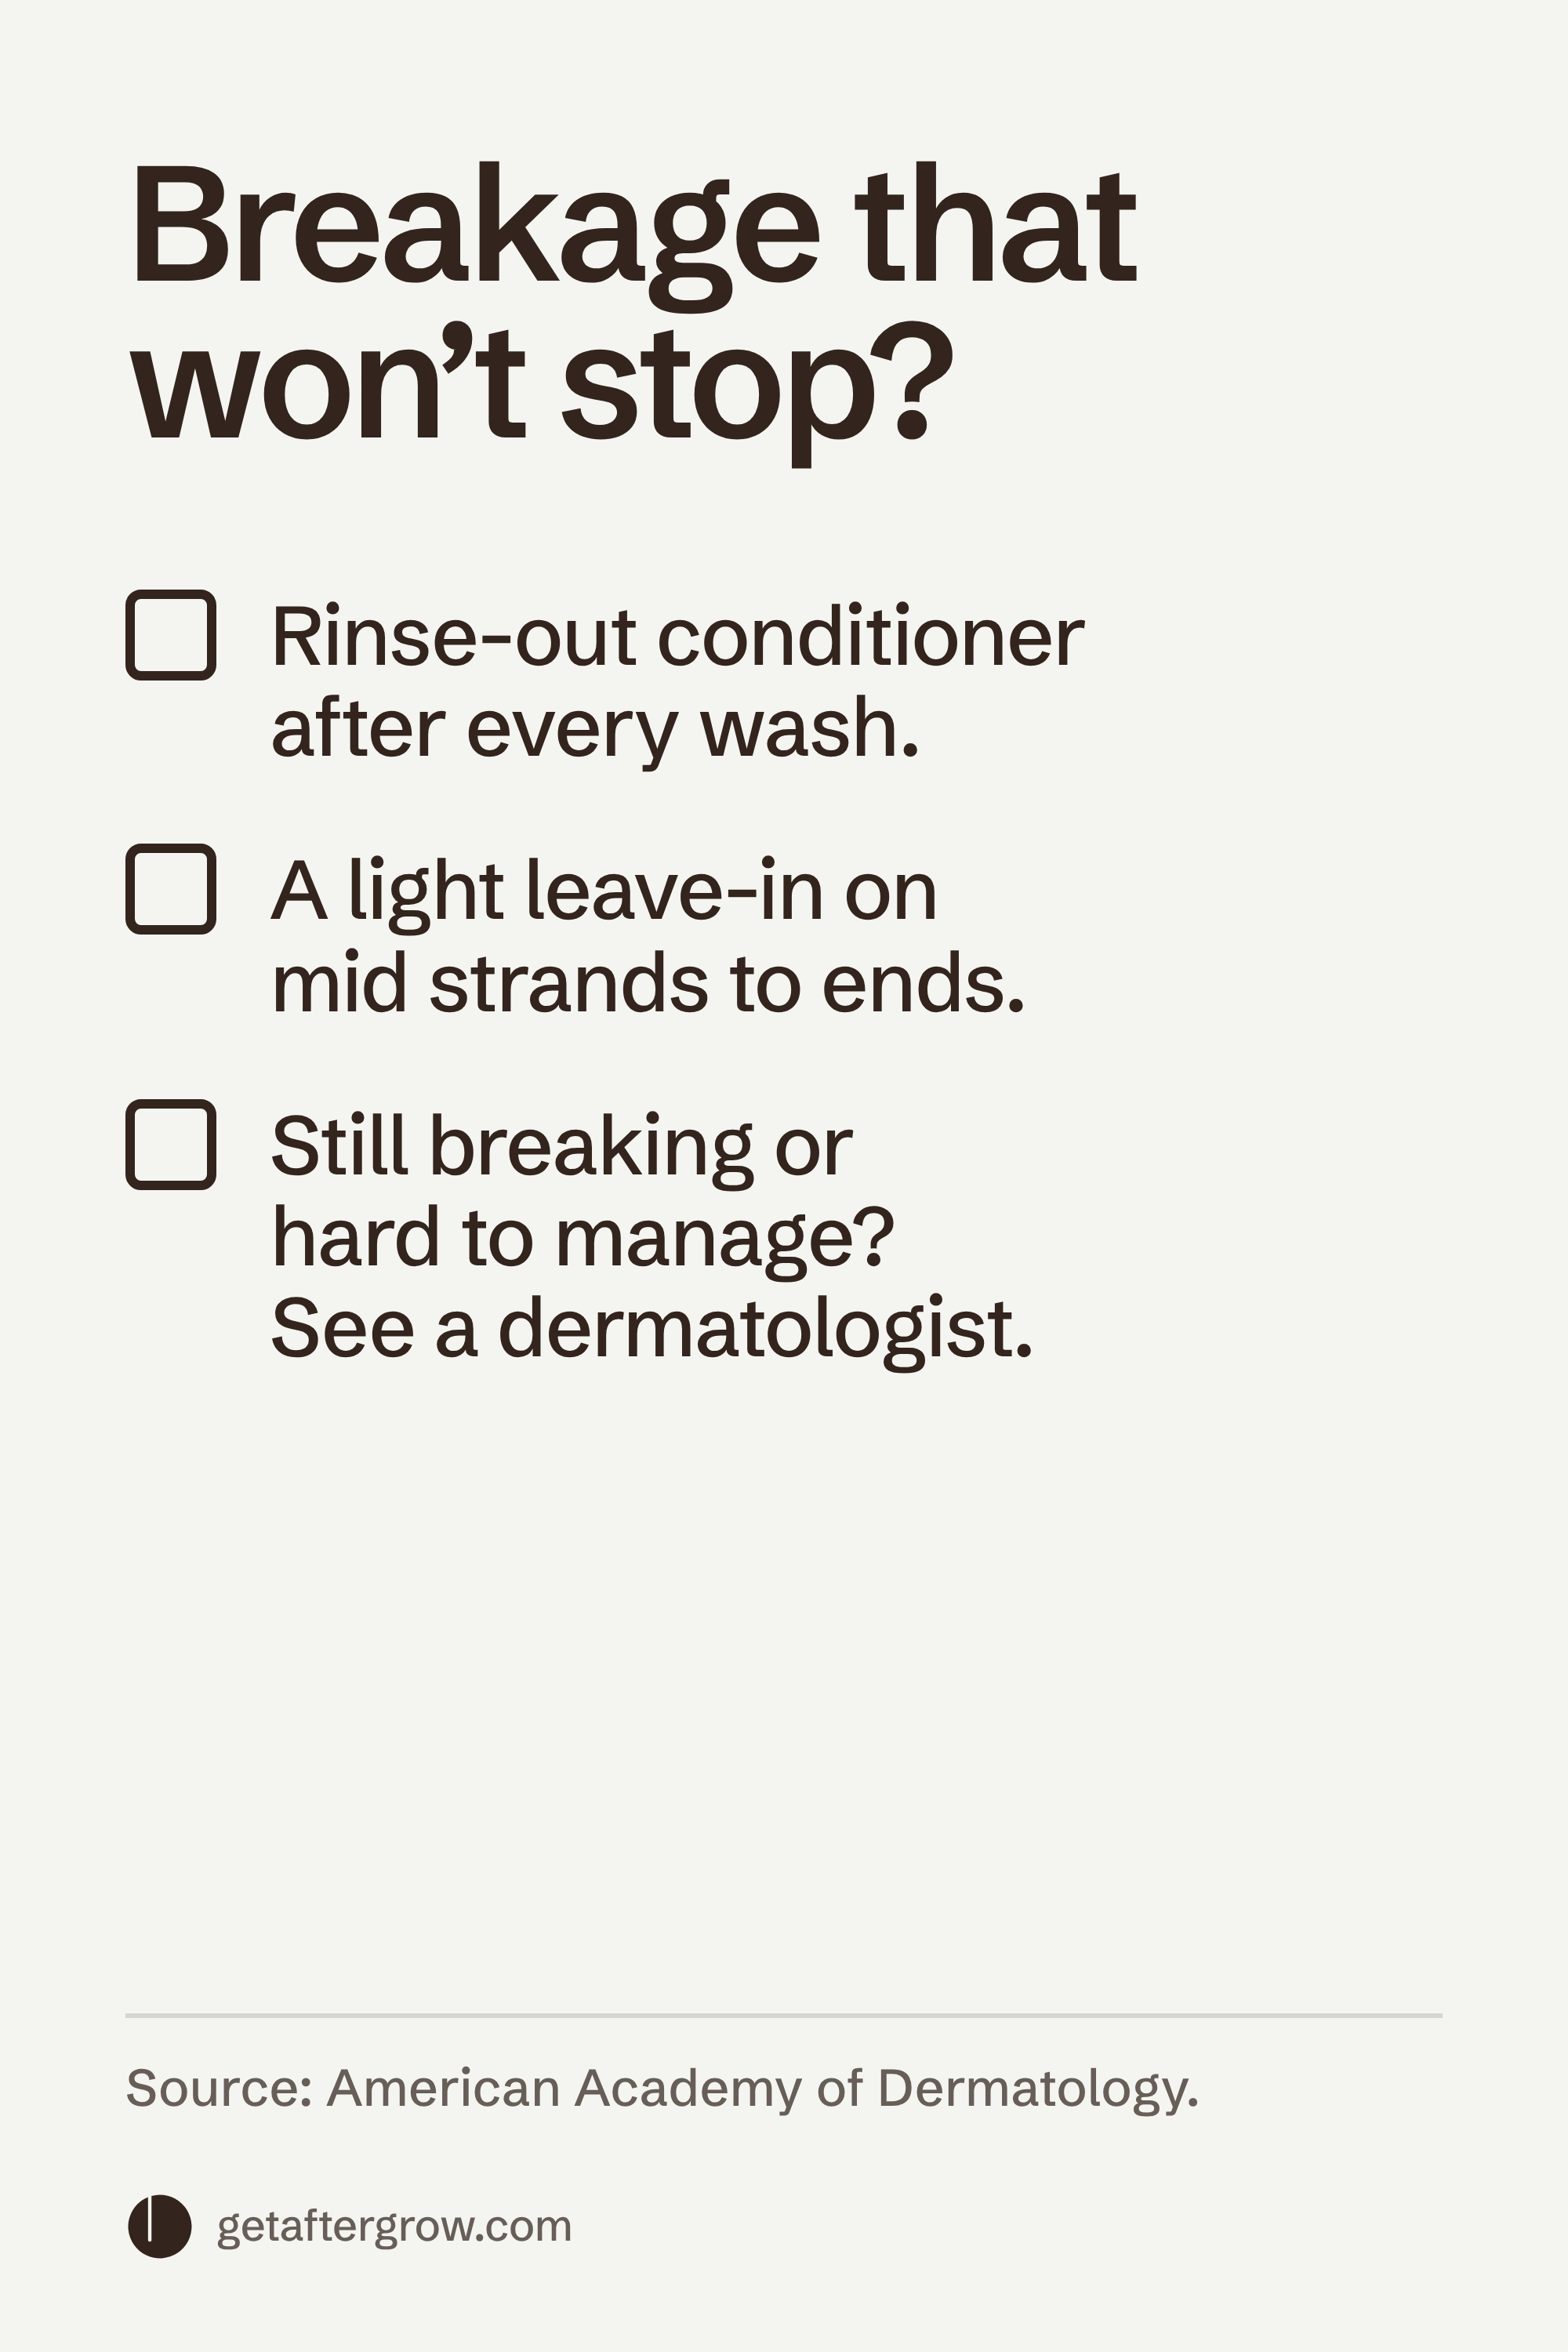 Breakage that
won’t stop?
Rinse-out conditioner
after every wash.
A light leave-in on
mid strands to ends.
Still breaking or
hard to manage?
See a dermatologist.
Source: American Academy of Dermatology.
getaftergrow.com